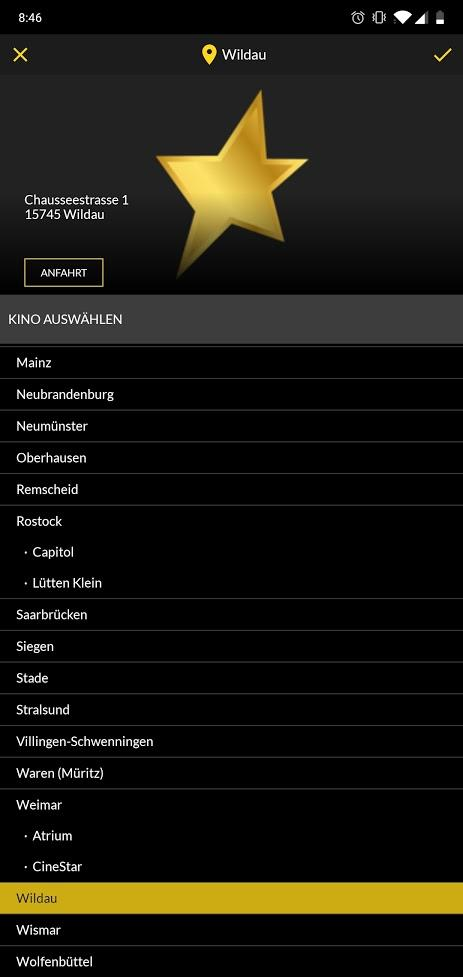 8:46
Wildau
Chausseestrasse 1
15745 Wildau
ANFAHRT
KINO AUSWÄHLEN
Mainz
Neubrandenburg
Neumünster
Oberhausen
Remscheid
Rostock
· Capitol
· Lütten Klein
Saarbrücken
Siegen
Stade
Stralsund
Villingen-Schwenningen
Waren (Müritz)
Weimar
· Atrium
· CineStar
Wildau
Wismar
Wolfenbüttel